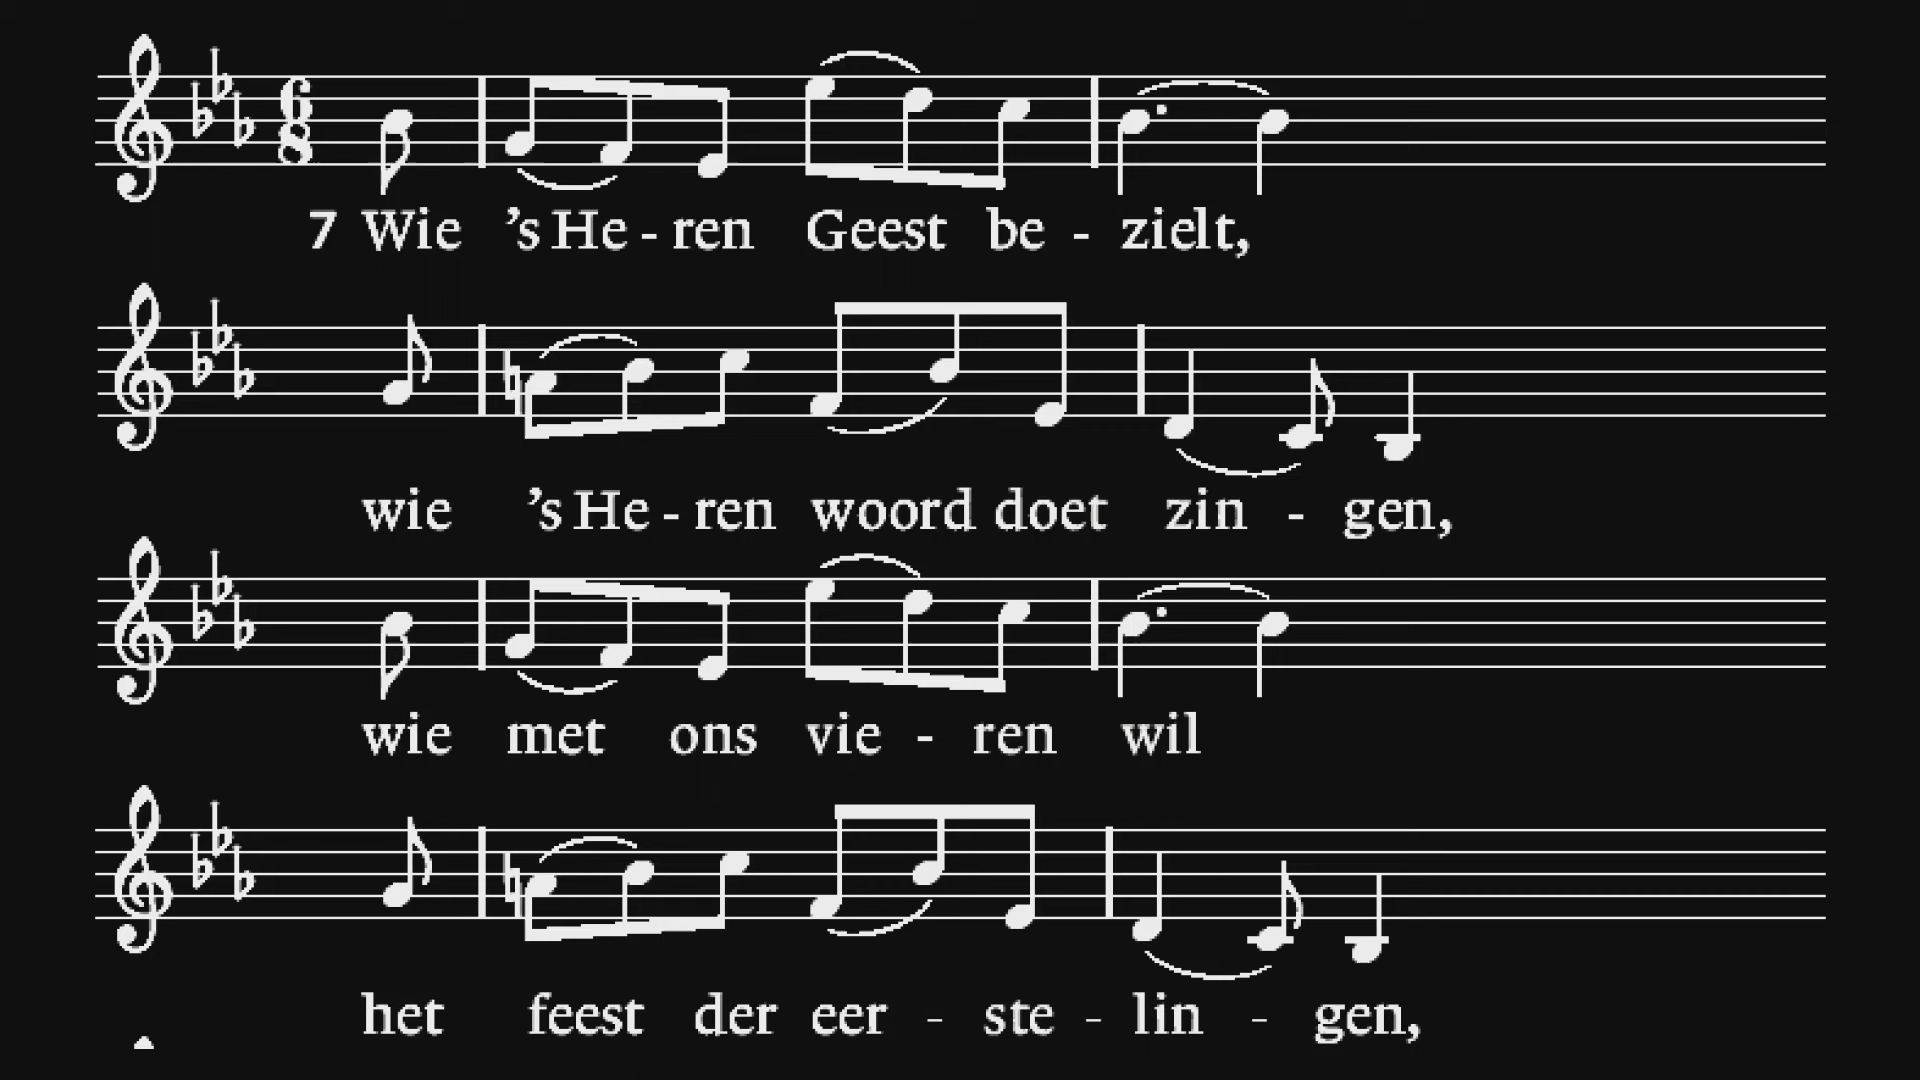 7 Wie 's He - ren Geest be - zielt,
wie 's He - ren woord doet zin - gen,
wie met ons vie - ren wil
het feest der eer - ste - lin - gen,